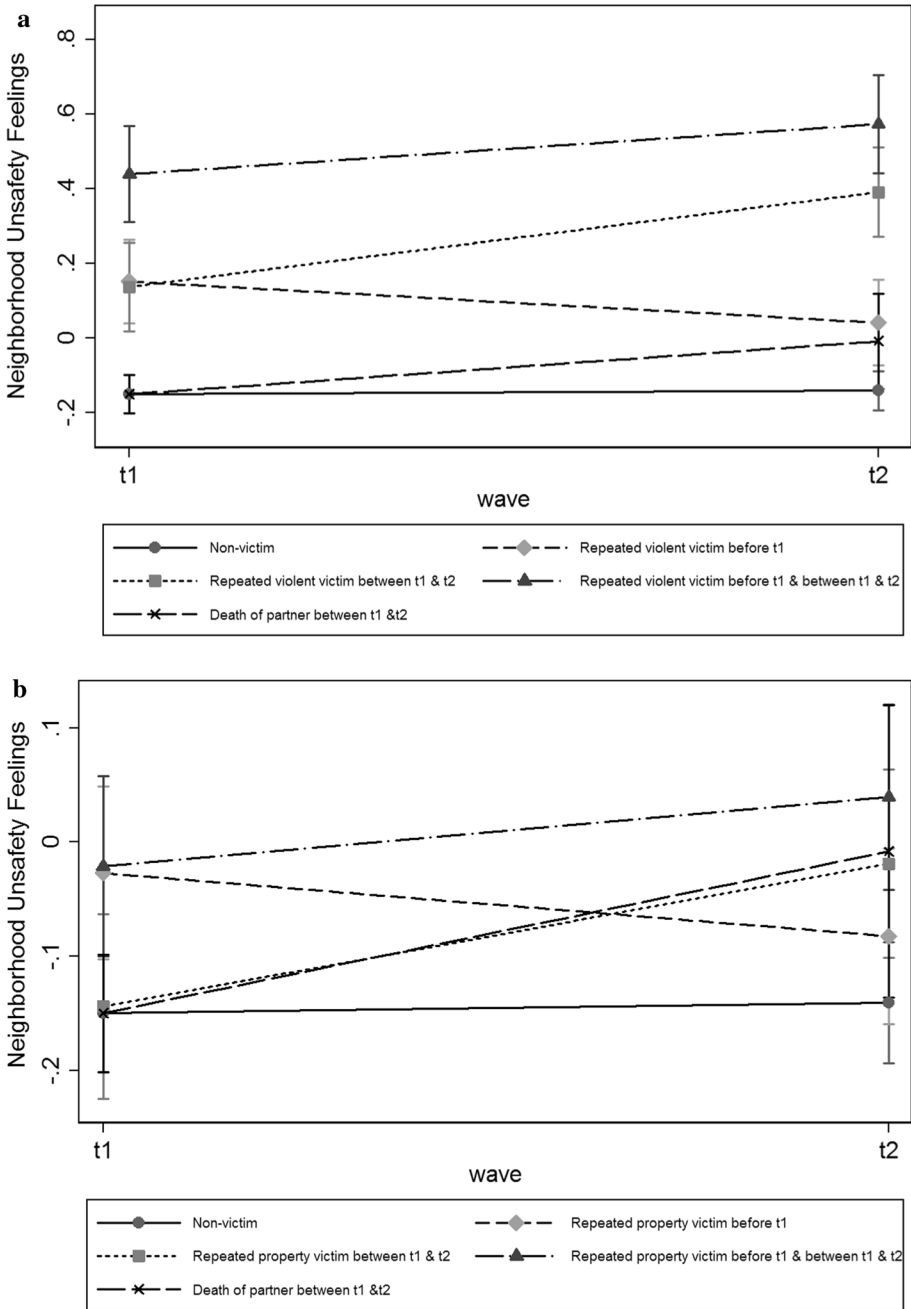 a
Neighborhood Unsafety Feelings
.8
.6
.4
.2
0
-.2
t1
t2
wave
Non-victim
Repeated violent victim before t1
Repeated violent victim between t1 & t2
Repeated violent victim before t1 & between t1 & t2
Death of partner between t1 &t2
b
Neighborhood Unsafety Feelings
.1
0
-.1
-.2
t1
t2
wave
Non-victim
Repeated property victim before t1
Repeated property victim between t1 & t2
Repeated property victim before t1 & between t1 & t2
Death of partner between t1 &t2